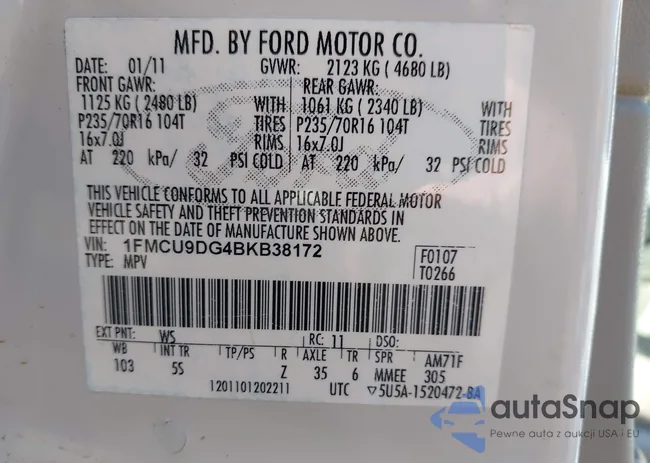 MFD. BY FORD MOTOR CO.
DATE: 01/11 GVWR: 2123 KG ( 4680 LB)
FRONT GAWR: REAR GAWR:
1125 KG ( 2480 LB) WITH 1061 KG ( 2340 LB) WITH
P235/70R16 104T TIRES P235/70R16 104T TIRES
16x7.0J RIMS 16x7.0J RIMS
AT 220 kPa/ 32 PSI COLD AT 220 kPa/ 32 PSI COLD
Ford
THIS VEHICLE CONFORMS TO ALL APPLICABLE FEDERAL MOTOR
VEHICLE SAFETY AND THEFT PREVENTION STANDARDS IN
EFFECT ON THE DATE OF MANUFACTURE SHOWN ABOVE.
VIN: 1FMCU9DG4BKB38172 F0107
TYPE: MPV T0266
EXT PNT: WS RC: 11 DSO:
WB INT TR TP/PS R AXLE TR SPR AM71F
103 5S Z 35 6 MMEE 305
1201101202211 UTC ▽5U5A-1520472-BA
autaSnap
Pewne auta z aukcji USA i EU